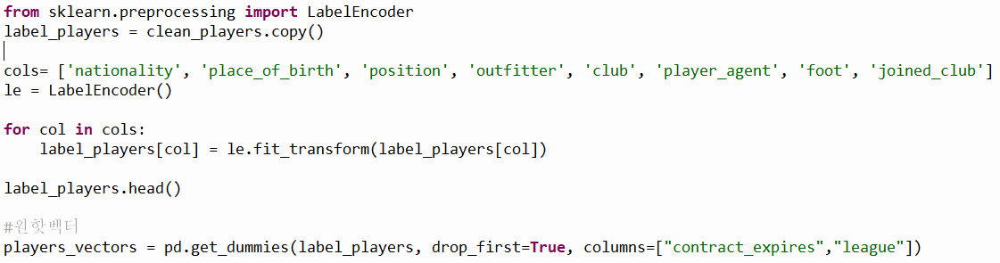 from sklearn.preprocessing import LabelEncoder
label_players = clean_players.copy()
cols= ['nationality', 'place_of_birth', 'position', 'outfitter', 'club', 'player_agent', 'foot', 'joined_club']
le = LabelEncoder()
for col in cols:
    label_players[col] = le.fit_transform(label_players[col])
label_players.head()
#원핫벡터
players_vectors = pd.get_dummies(label_players, drop_first=True, columns=["contract_expires","league"])